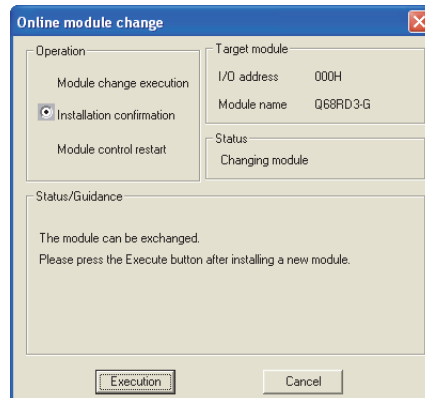 Online module change
Operation
Module change execution
Installation confirmation
Module control restart
Target module
I/O address 000H
Module name Q68RD3-G
Status
Changing module
Status/Guidance
The module can be exchanged.
Please press the Execute button after installing a new module.
Execution Cancel